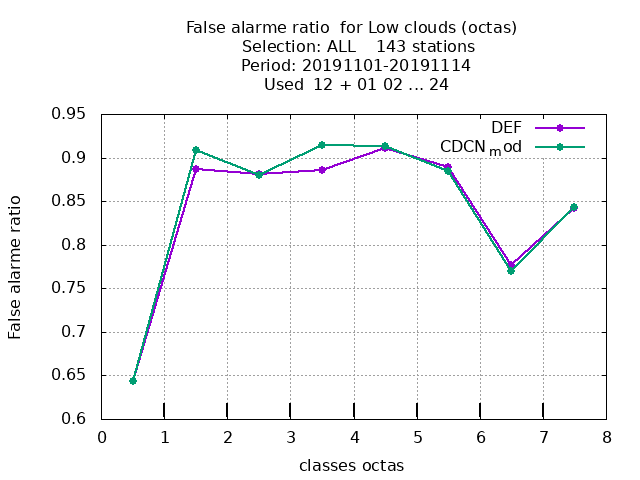 False alarme ratio  for Low clouds (octas)
Selection: ALL    143 stations
Period: 20191101-20191114
Used  12 + 01 02 ... 24
0.95
0.9
0.85
0.8
0.75
0.7
0.65
0.6
False alarme ratio
DEF
CDCNmod
0 1 2 3 4 5 6 7 8
classes octas